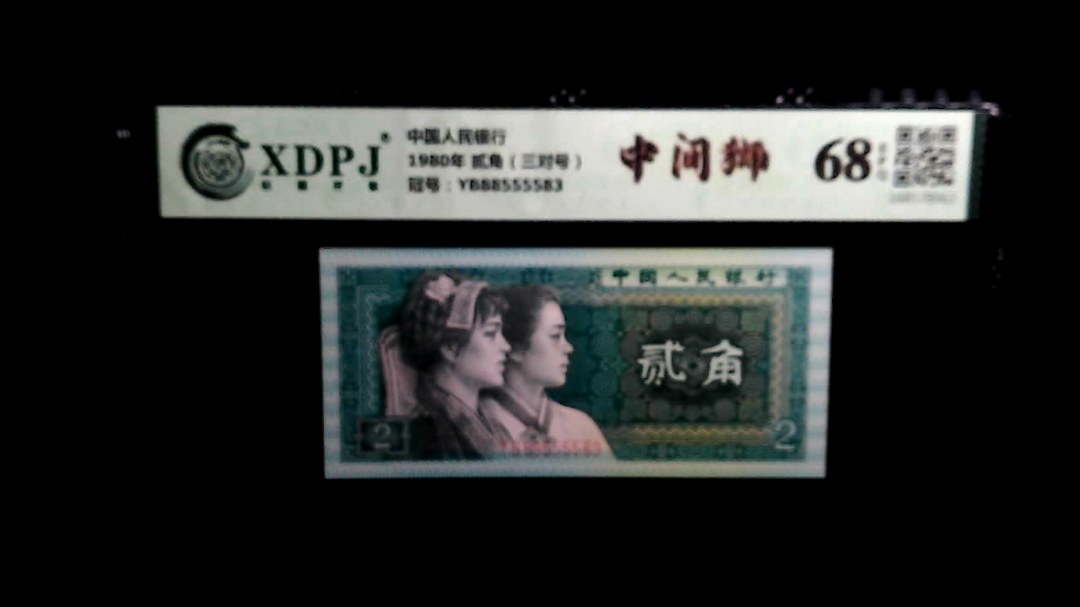 XDPJ
中国人民银行
1980年 贰角（三对号）
冠号：YB88555583
中间狮
68
中国人民银行
贰角
2
2